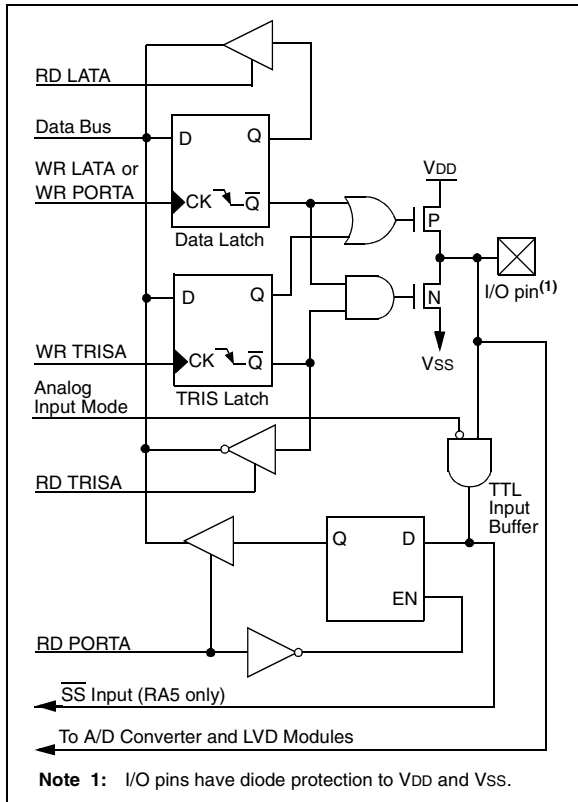 RD LATA
Data Bus
D Q
WR LATA or
WR PORTA
CK Q̅
Data Latch
VDD
P
I/O pin(1)
N
VSS
D Q
WR TRISA
CK Q̅
TRIS Latch
Analog
Input Mode
RD TRISA
TTL
Input
Buffer
Q D
EN
RD PORTA
S̅S̅ Input (RA5 only)
To A/D Converter and LVD Modules
Note 1: I/O pins have diode protection to VDD and VSS.